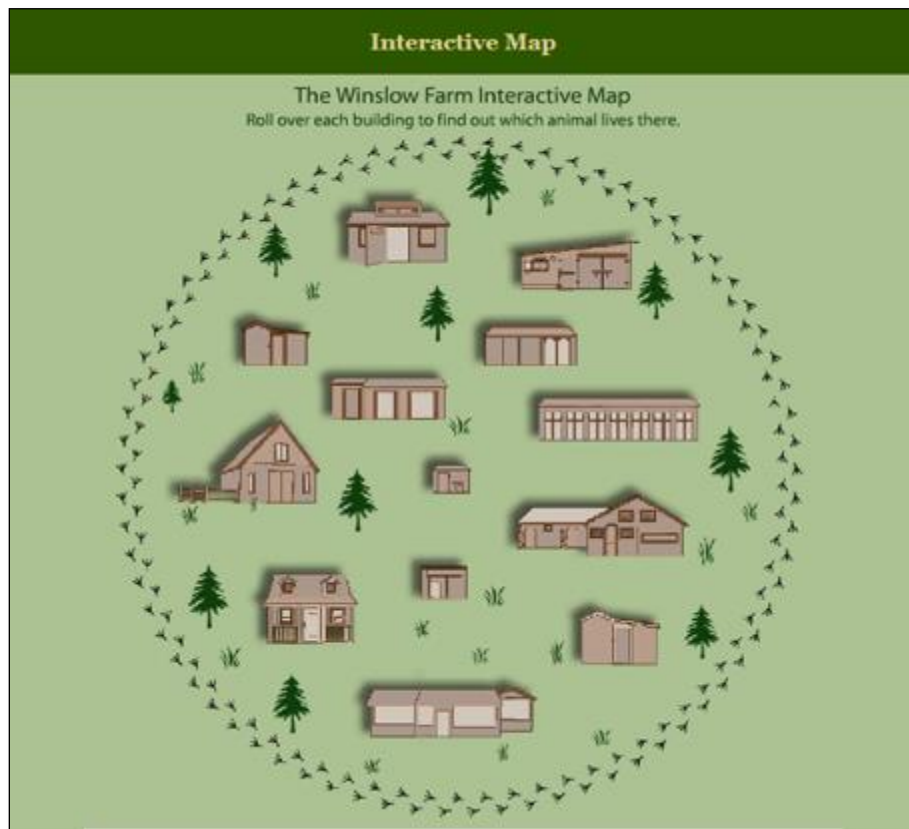 Interactive Map
The Winslow Farm Interactive Map
Roll over each building to find out which animal lives there.